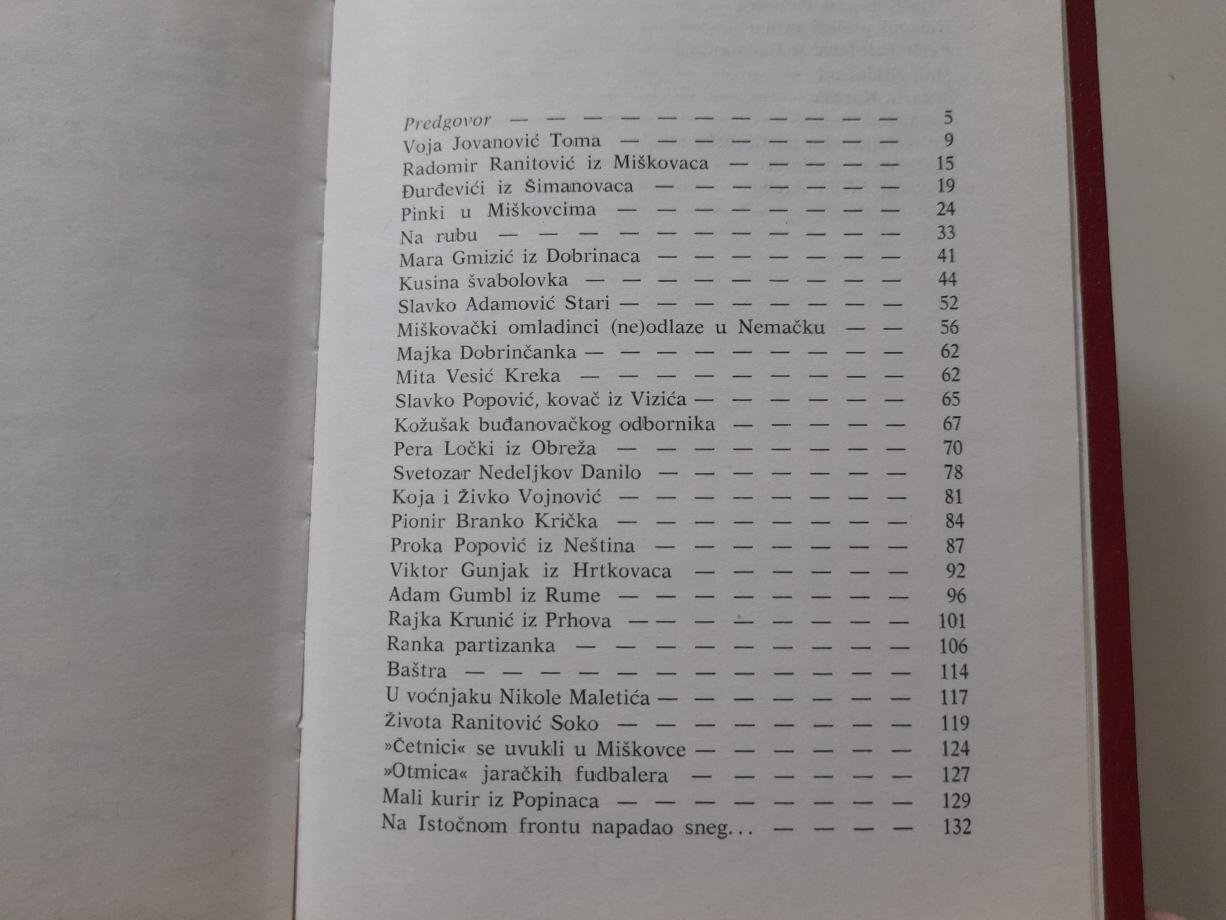 Predgovor — — — — — — — — — — 5
Voja Jovanović Toma — — — — — — — — 9
Radomir Ranitović iz Miškovaca — — — — — 15
Đurđevići iz Šimanovaca — — — — — — — 19
Pinki u Miškovcima — — — — — — — — 24
Na rubu — — — — — — — — — — — 33
Mara Gmizić iz Dobrinaca — — — — — — — 41
Kusina švabolovka — — — — — — — — — 44
Slavko Adamović Stari — — — — — — — — 52
Miškovački omladinci (ne)odlaze u Nemačku — — 56
Majka Dobrinčanka — — — — — — — — — 62
Mita Vesić Kreka — — — — — — — — — 62
Slavko Popović, kovač iz Vizića — — — — — — 65
Kožušak buđanovačkog odbornika — — — — — 67
Pera Ločki iz Obreža — — — — — — — — 70
Svetozar Nedeljkov Danilo — — — — — — — 78
Koja i Živko Vojnović — — — — — — — — 81
Pionir Branko Krička — — — — — — — — 84
Proka Popović iz Neština — — — — — — — 87
Viktor Gunjak iz Hrtkovaca — — — — — — 92
Adam Gumbl iz Rume — — — — — — — — 96
Rajka Krunić iz Prhova — — — — — — — — 101
Ranka partizanka — — — — — — — — — 106
Baštra — — — — — — — — — — — — 114
U voćnjaku Nikole Maletića — — — — — — — 117
Života Ranitović Soko — — — — — — — — 119
»Četnici« se uvukli u Miškovce — — — — — — 124
»Otmica« jaračkih fudbalera — — — — — — 127
Mali kurir iz Popinaca — — — — — — — — 129
Na Istočnom frontu napadao sneg... — — — — 132